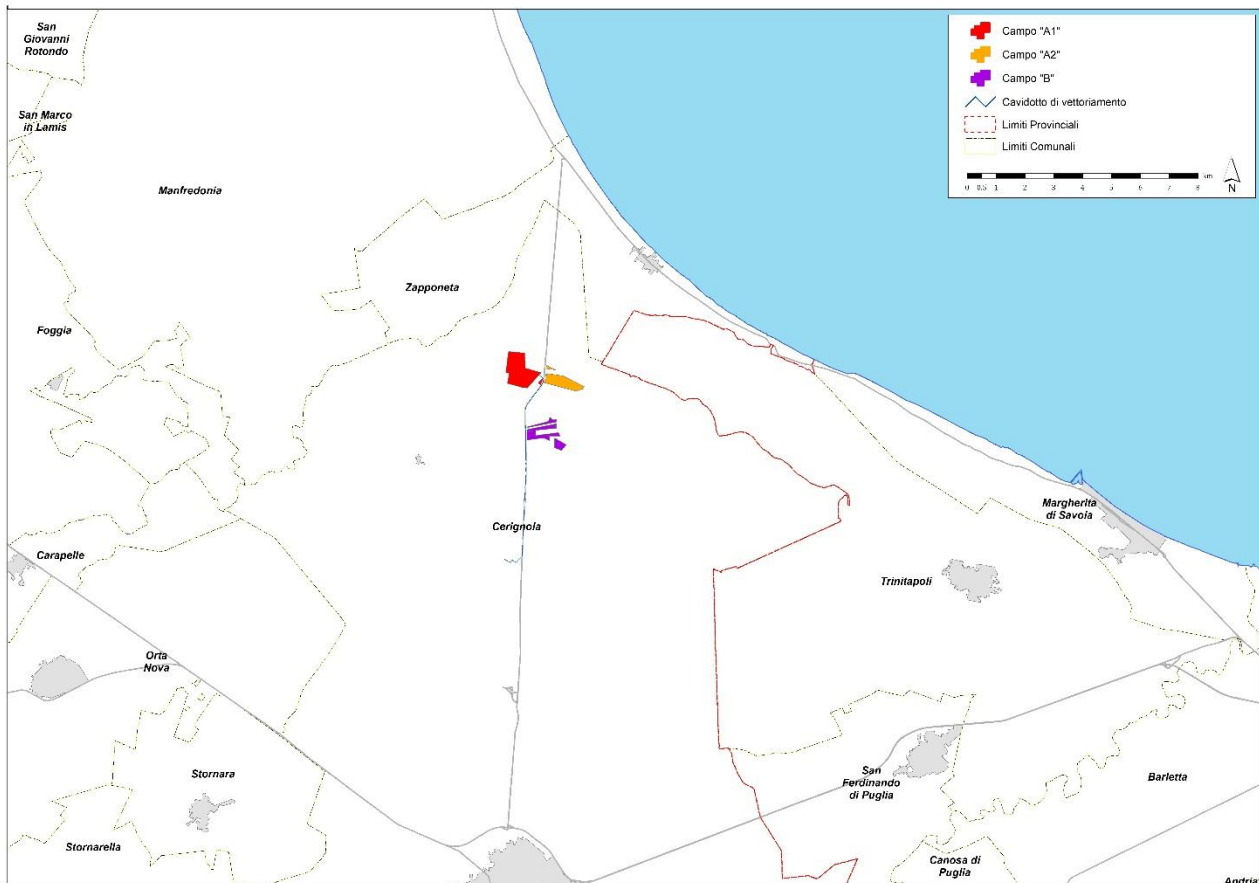 San
Giovanni
Rotondo
San Marco
in Lamis
Manfredonia
Zapponeta
Foggia
Cerignola
Carapelle
Orta
Nova
Stornara
Stornarella
Margherita
di Savoia
Trinitapoli
San
Ferdinando
di Puglia
Barletta
Canosa di
Puglia
Andria
Campo "A1"
Campo "A2"
Campo "B"
Cavidotto di vettoriamento
Limiti Provinciali
Limiti Comunali
0 0,5 1 2 3 4 5 6 7 8 km
N